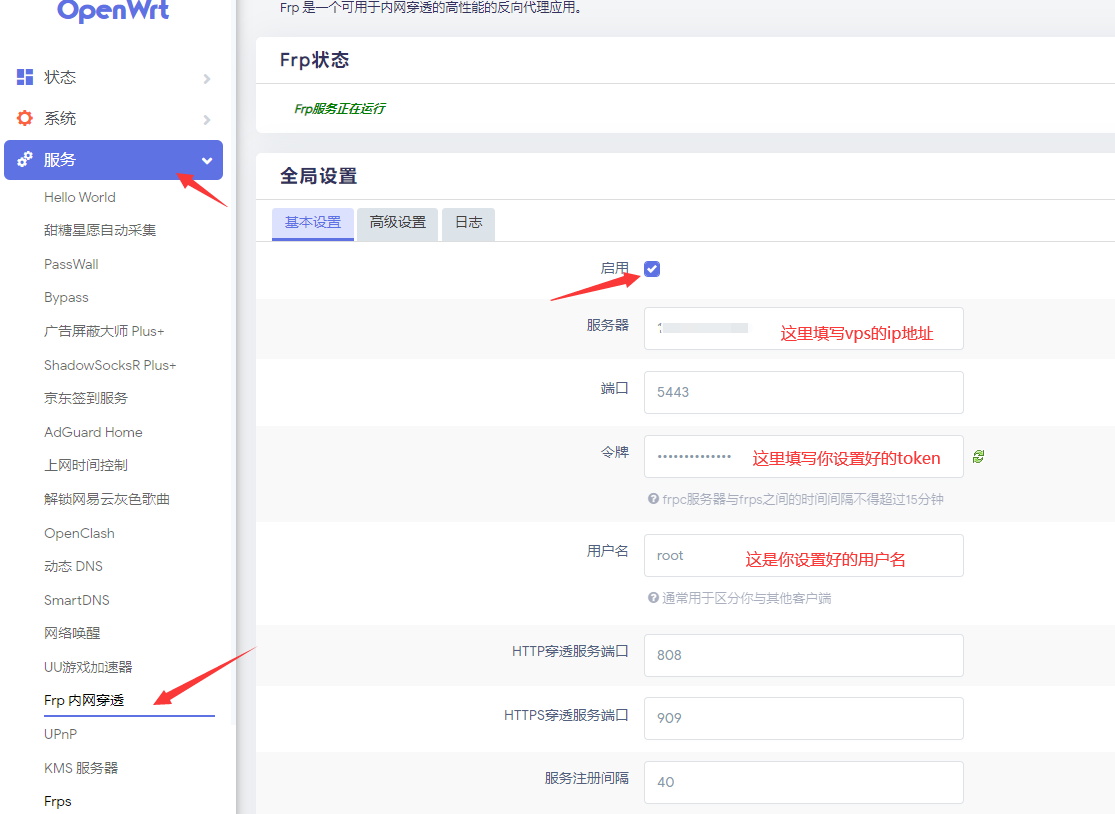 OpenWrt
状态
系统
服务
Hello World
甜糖星愿自动采集
PassWall
Bypass
广告屏蔽大师 Plus+
ShadowSocksR Plus+
京东签到服务
AdGuard Home
上网时间控制
解锁网易云灰色歌曲
OpenClash
动态 DNS
SmartDNS
网络唤醒
UU游戏加速器
Frp 内网穿透
UPnP
KMS 服务器
Frps
Frp 是一个可用于内网穿透的高性能的反向代理应用。
Frp状态
Frp服务正在运行
全局设置
基本设置 高级设置 日志
启用
服务器 这里填写vps的ip地址
端口 5443
令牌 •••••••••••••• 这里填写你设置好的token
frpc服务器与frps之间的时间间隔不得超过15分钟
用户名 root 这是你设置好的用户名
通常用于区分你与其他客户端
HTTP穿透服务端口 808
HTTPS穿透服务端口 909
服务注册间隔 40